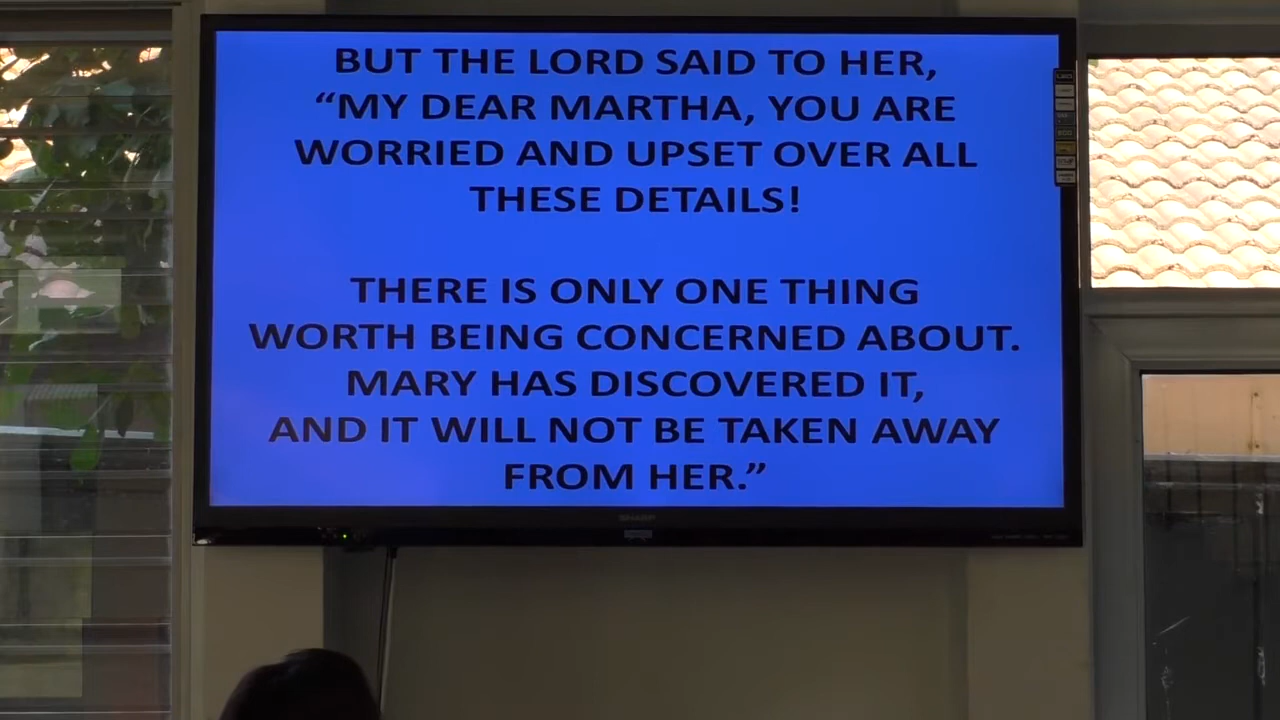 BUT THE LORD SAID TO HER,
“MY DEAR MARTHA, YOU ARE
WORRIED AND UPSET OVER ALL
THESE DETAILS!
THERE IS ONLY ONE THING
WORTH BEING CONCERNED ABOUT.
MARY HAS DISCOVERED IT,
AND IT WILL NOT BE TAKEN AWAY
FROM HER.”
SHARP